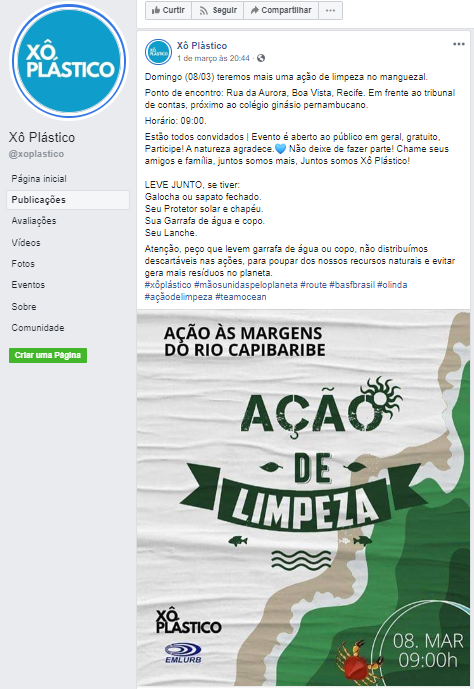 XÔ
PLÁSTICO
Xô Plástico
@xoplastico
Página inicial
Publicações
Avaliações
Vídeos
Fotos
Eventos
Sobre
Comunidade
Criar uma Página
Curtir Seguir Compartilhar ...
Xô Plástico
1 de março às 20:44 ·
Domingo (08/03) teremos mais uma ação de limpeza no manguezal.
Ponto de encontro: Rua da Aurora, Boa Vista, Recife. Em frente ao tribunal
de contas, próximo ao colégio ginásio pernambucano.
Horário: 09:00.
Estão todos convidados | Evento é aberto ao público em geral, gratuito,
Participe! A natureza agradece.💙 Não deixe de fazer parte! Chame seus
amigos e família, juntos somos mais, Juntos somos Xô Plástico!
LEVE JUNTO, se tiver:
Galocha ou sapato fechado.
Seu Protetor solar e chapéu.
Sua Garrafa de água e copo.
Seu Lanche.
Atenção, peço que levem garrafa de água ou copo, não distribuímos
descartáveis nas ações, para poupar dos nossos recursos naturais e evitar
gera mais resíduos no planeta.
#xôplástico #mãosunidaspeloplaneta #route #basfbrasil #olinda
#açãodelimpeza #teamocean
XÔ
PLÁSTICO
AÇÃO ÀS MARGENS
DO RIO CAPIBARIBE
AÇÃO
DE
LIMPEZA
XÔ
PLÁSTICO
EMLURB
08. MAR
09:00h